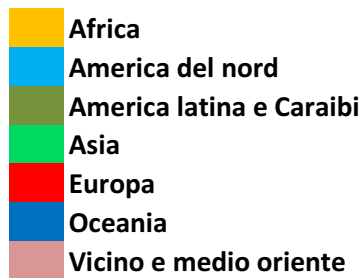 Africa
America del nord
America latina e Caraibi
Asia
Europa
Oceania
Vicino e medio oriente